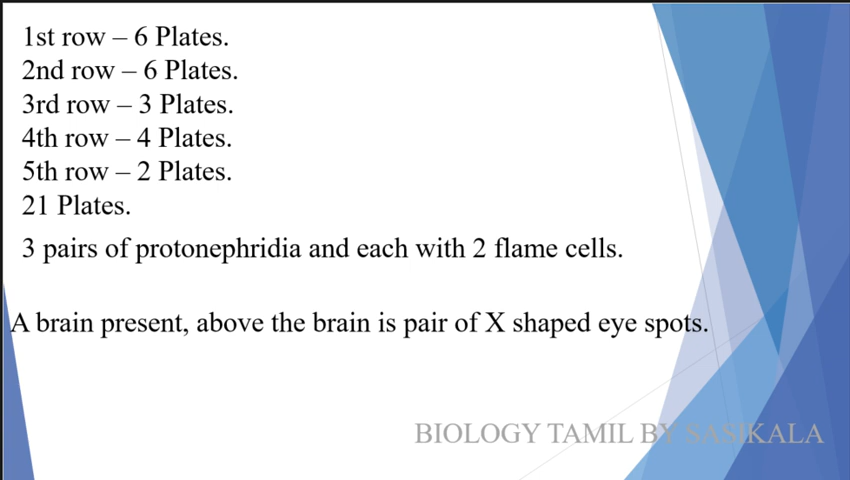 1st row – 6 Plates.
2nd row – 6 Plates.
3rd row – 3 Plates.
4th row – 4 Plates.
5th row – 2 Plates.
21 Plates.
3 pairs of protonephridia and each with 2 flame cells.
A brain present, above the brain is pair of X shaped eye spots.
BIOLOGY TAMIL BY SASIKALA